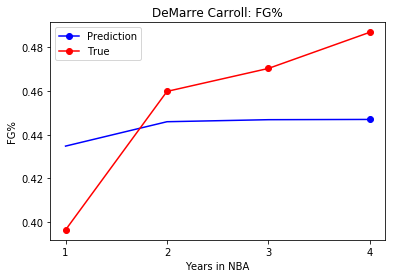 DeMarre Carroll: FG%
Prediction
True
FG%
0.48
0.46
0.44
0.42
0.40
1 2 3 4
Years in NBA